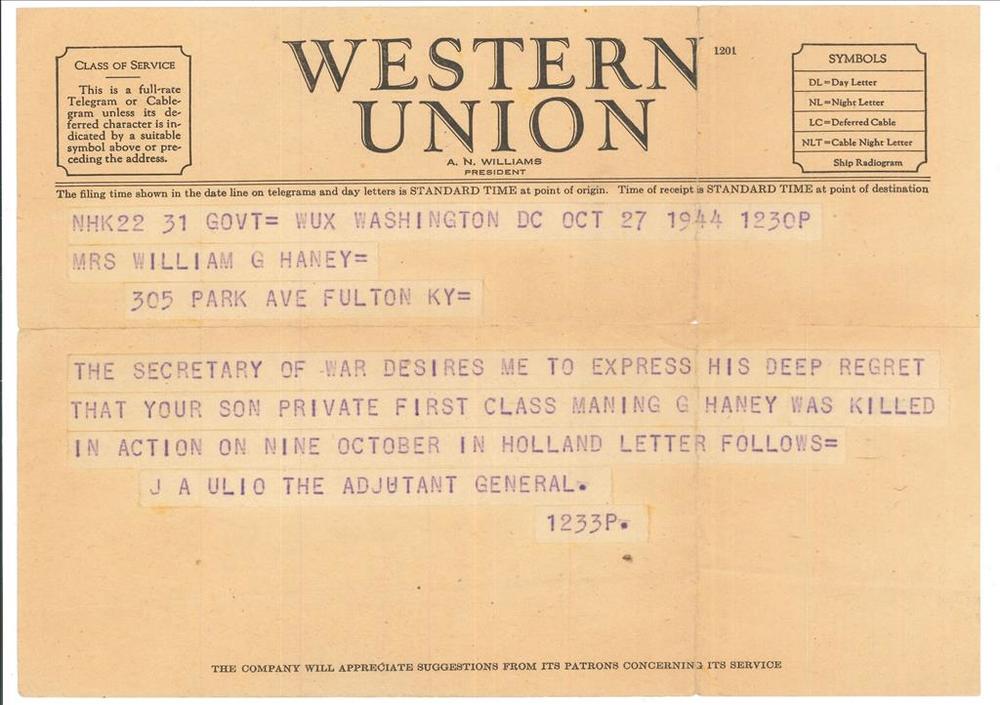 CLASS OF SERVICE
This is a full-rate
Telegram or Cable-
gram unless its de-
ferred character is in-
dicated by a suitable
symbol above or pre-
ceding the address.
WESTERN
UNION
1201
A. N. WILLIAMS
PRESIDENT
SYMBOLS
DL=Day Letter
NL=Night Letter
LC=Deferred Cable
NLT=Cable Night Letter
Ship Radiogram
The filing time shown in the date line on telegrams and day letters is STANDARD TIME at point of origin. Time of receipt is STANDARD TIME at point of destination
NHK22 31 GOVT= WUX WASHINGTON DC OCT 27 1944 1230P
MRS WILLIAM G HANEY=
305 PARK AVE FULTON KY=
THE SECRETARY OF WAR DESIRES ME TO EXPRESS HIS DEEP REGRET
THAT YOUR SON PRIVATE FIRST CLASS MANING G HANEY WAS KILLED
IN ACTION ON NINE OCTOBER IN HOLLAND LETTER FOLLOWS=
J A ULIO THE ADJUTANT GENERAL.
1233P.
THE COMPANY WILL APPRECIATE SUGGESTIONS FROM ITS PATRONS CONCERNING ITS SERVICE